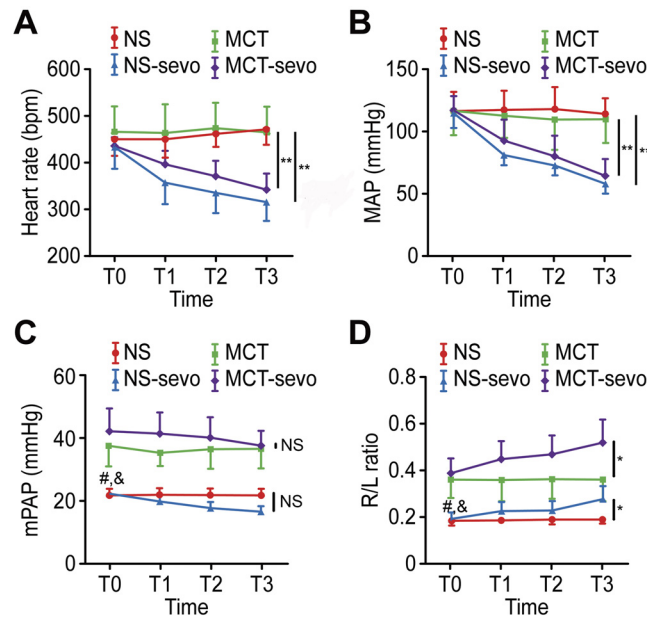 A
NS MCT
NS-sevo MCT-sevo
Heart rate (bpm)
600
500
400
300
200
**
**
T0 T1 T2 T3
Time
B
NS MCT
NS-sevo MCT-sevo
MAP (mmHg)
150
100
50
0
**
**
T0 T1 T2 T3
Time
C
NS MCT
NS-sevo MCT-sevo
mPAP (mmHg)
60
40
20
0
#,&
NS
NS
T0 T1 T2 T3
Time
D
NS MCT
NS-sevo MCT-sevo
R/L ratio
0.8
0.6
0.4
0.2
0.0
#,&
*
*
T0 T1 T2 T3
Time